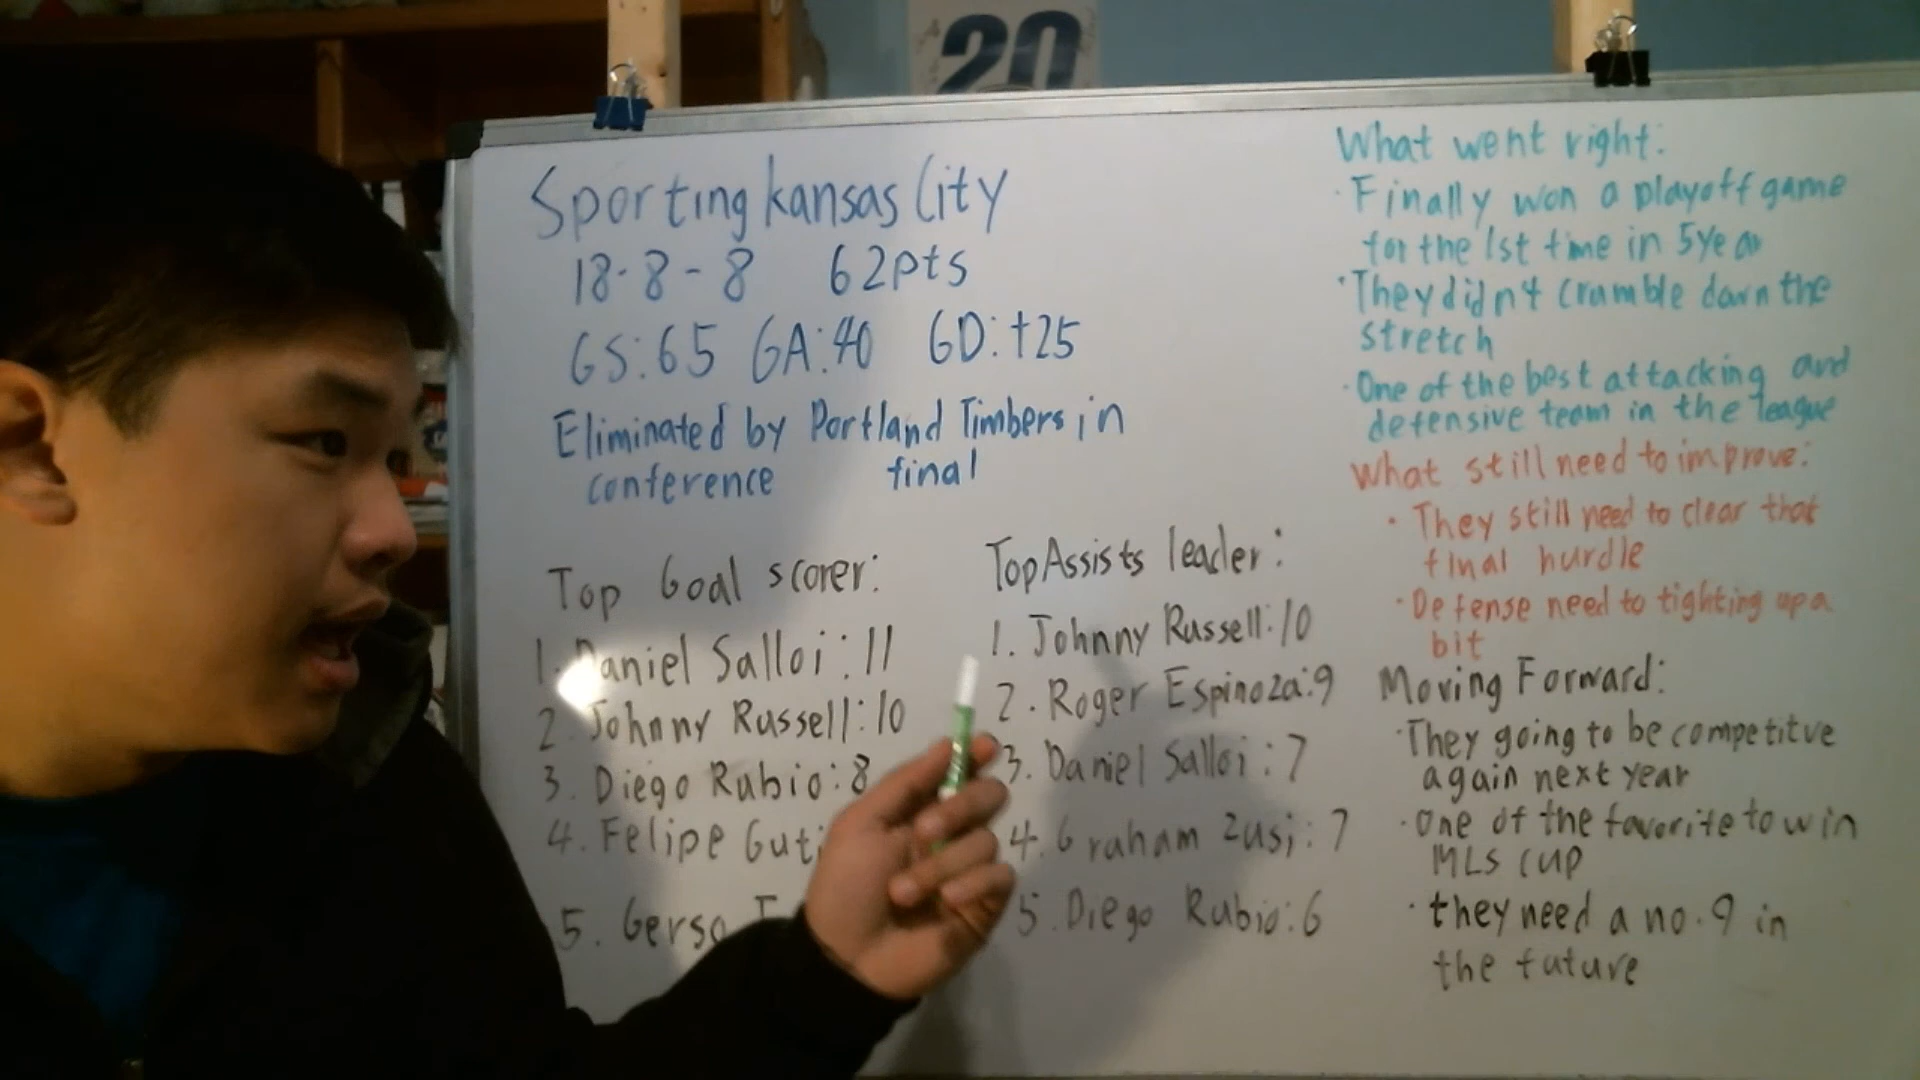 20
Sporting kansas City
18-8-8 62pts
GS:65 GA:40 GD:+25
Eliminated by Portland Timbers in
conference final
Top Goal scorer:
1. Daniel Salloi:11
2. Johnny Russell:10
3. Diego Rubio:8
4. Felipe
5. Gerso
Top Assists leader:
1. Johnny Russell:10
2. Roger Espinoza:9
3. Daniel Salloi:7
4. Graham Zusi:7
5. Diego Rubio:6
What went right:
· Finally won a playoff game
for the 1st time in 5year
· They didn't crumble down the
stretch
· One of the best attacking and
defensive team in the league
What still need to improve:
· They still need to clear that
final hurdle
· Defense need to tighting up a
bit
Moving Forward:
· They going to be competitve
again next year
· One of the favorite to win
MLS cup
· they need a no.9 in
the future